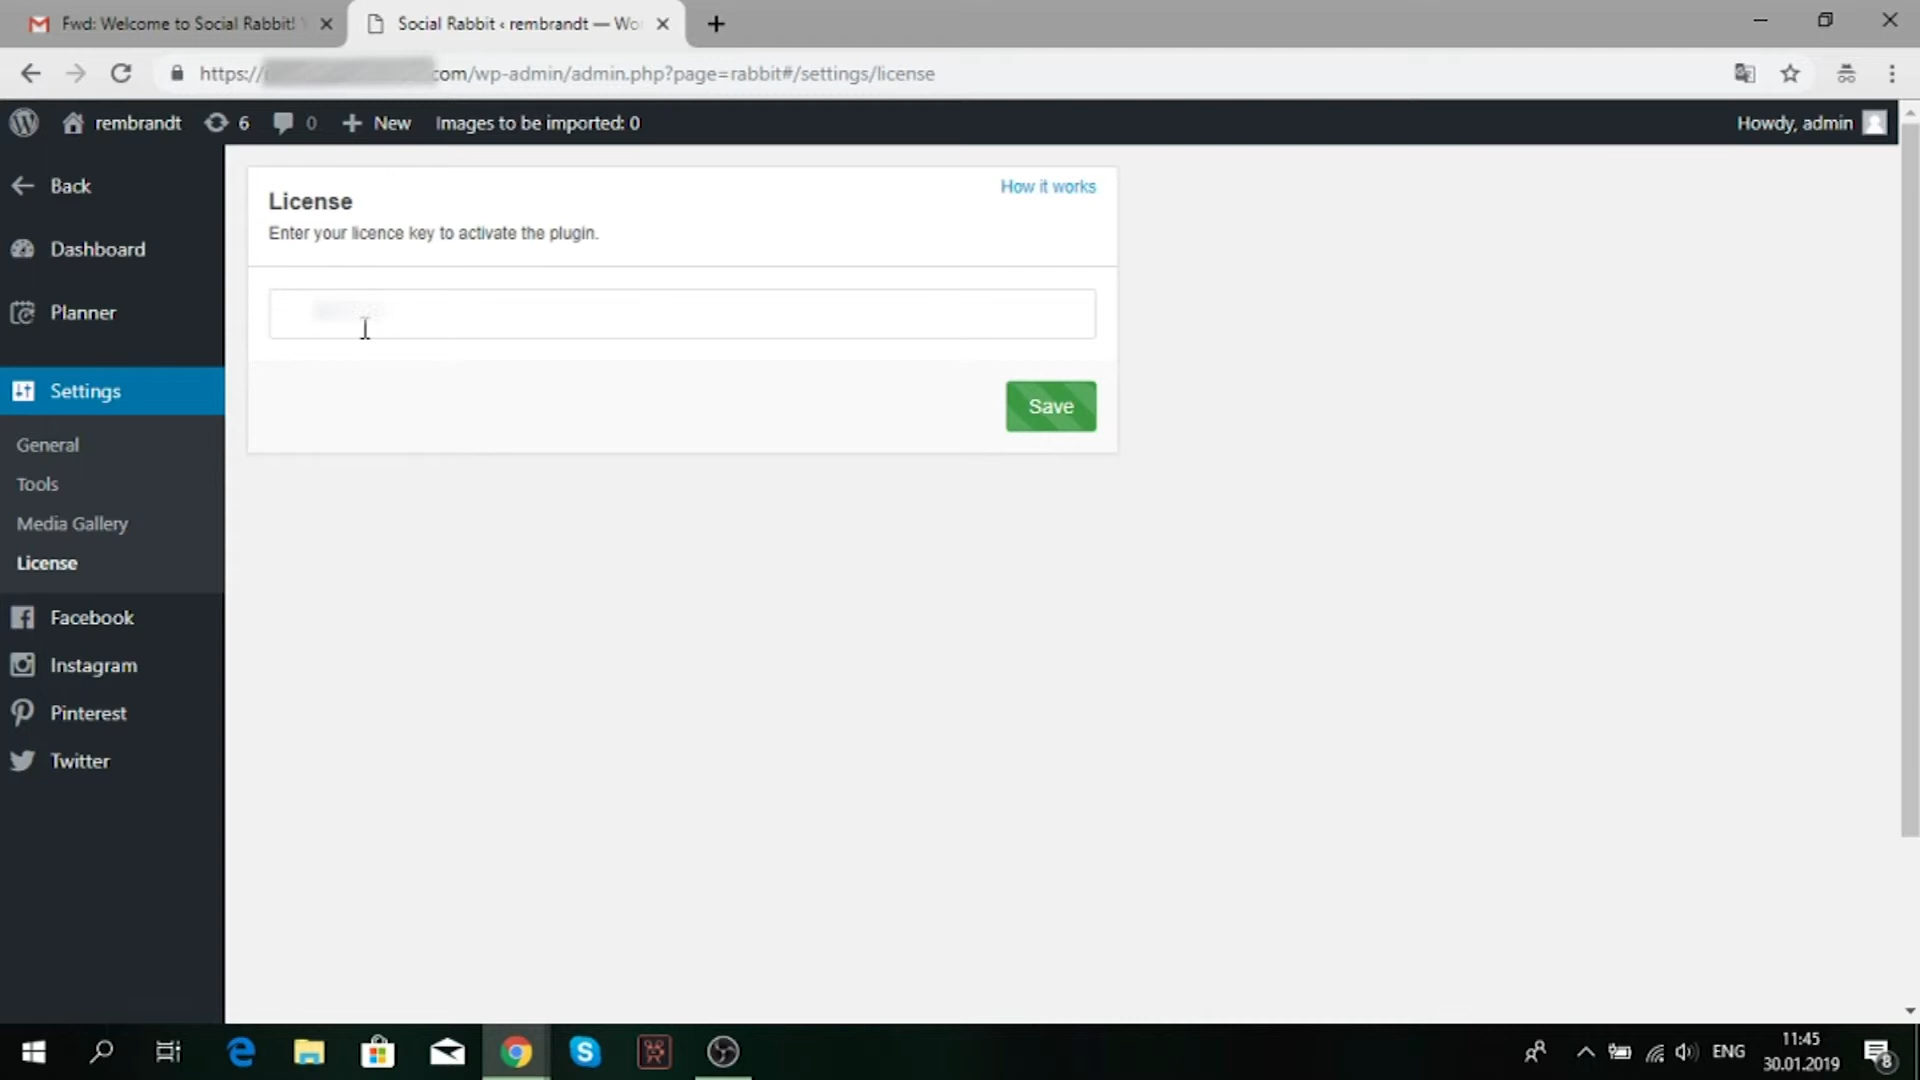 Fwd: Welcome to Social Rabbit!
Social Rabbit ‹ rembrandt — Wo
https://
com/wp-admin/admin.php?page=rabbit#/settings/license
rembrandt
6
0
New
Images to be imported: 0
Howdy, admin
Back
Dashboard
Planner
Settings
General
Tools
Media Gallery
License
Facebook
Instagram
Pinterest
Twitter
License
How it works
Enter your licence key to activate the plugin.
Save
ENG
11:45
30.01.2019
8